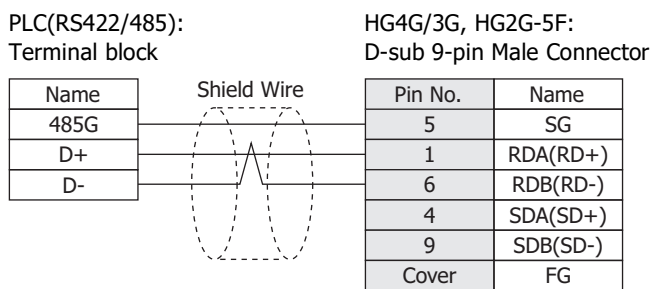 PLC(RS422/485):
Terminal block
HG4G/3G, HG2G-5F:
D-sub 9-pin Male Connector
Name
Shield Wire
Pin No. Name
485G
5 SG
D+
1 RDA(RD+)
D-
6 RDB(RD-)
4 SDA(SD+)
9 SDB(SD-)
Cover FG